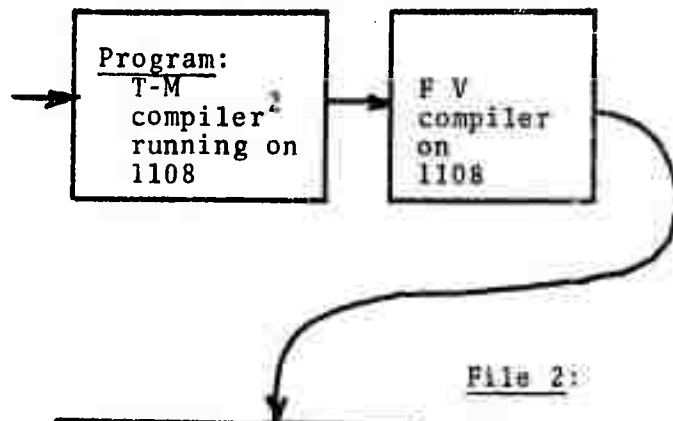 Program:
T-M
compiler
running on
1108
F V
compiler
on
1108
File 2: